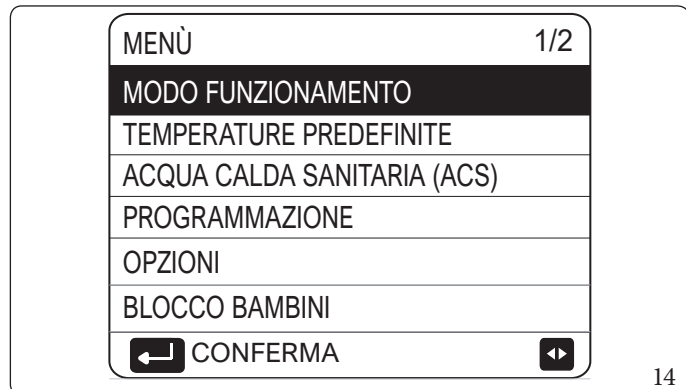 MENÙ 1/2
MODO FUNZIONAMENTO
TEMPERATURE PREDEFINITE
ACQUA CALDA SANITARIA (ACS)
PROGRAMMAZIONE
OPZIONI
BLOCCO BAMBINI
CONFERMA
14